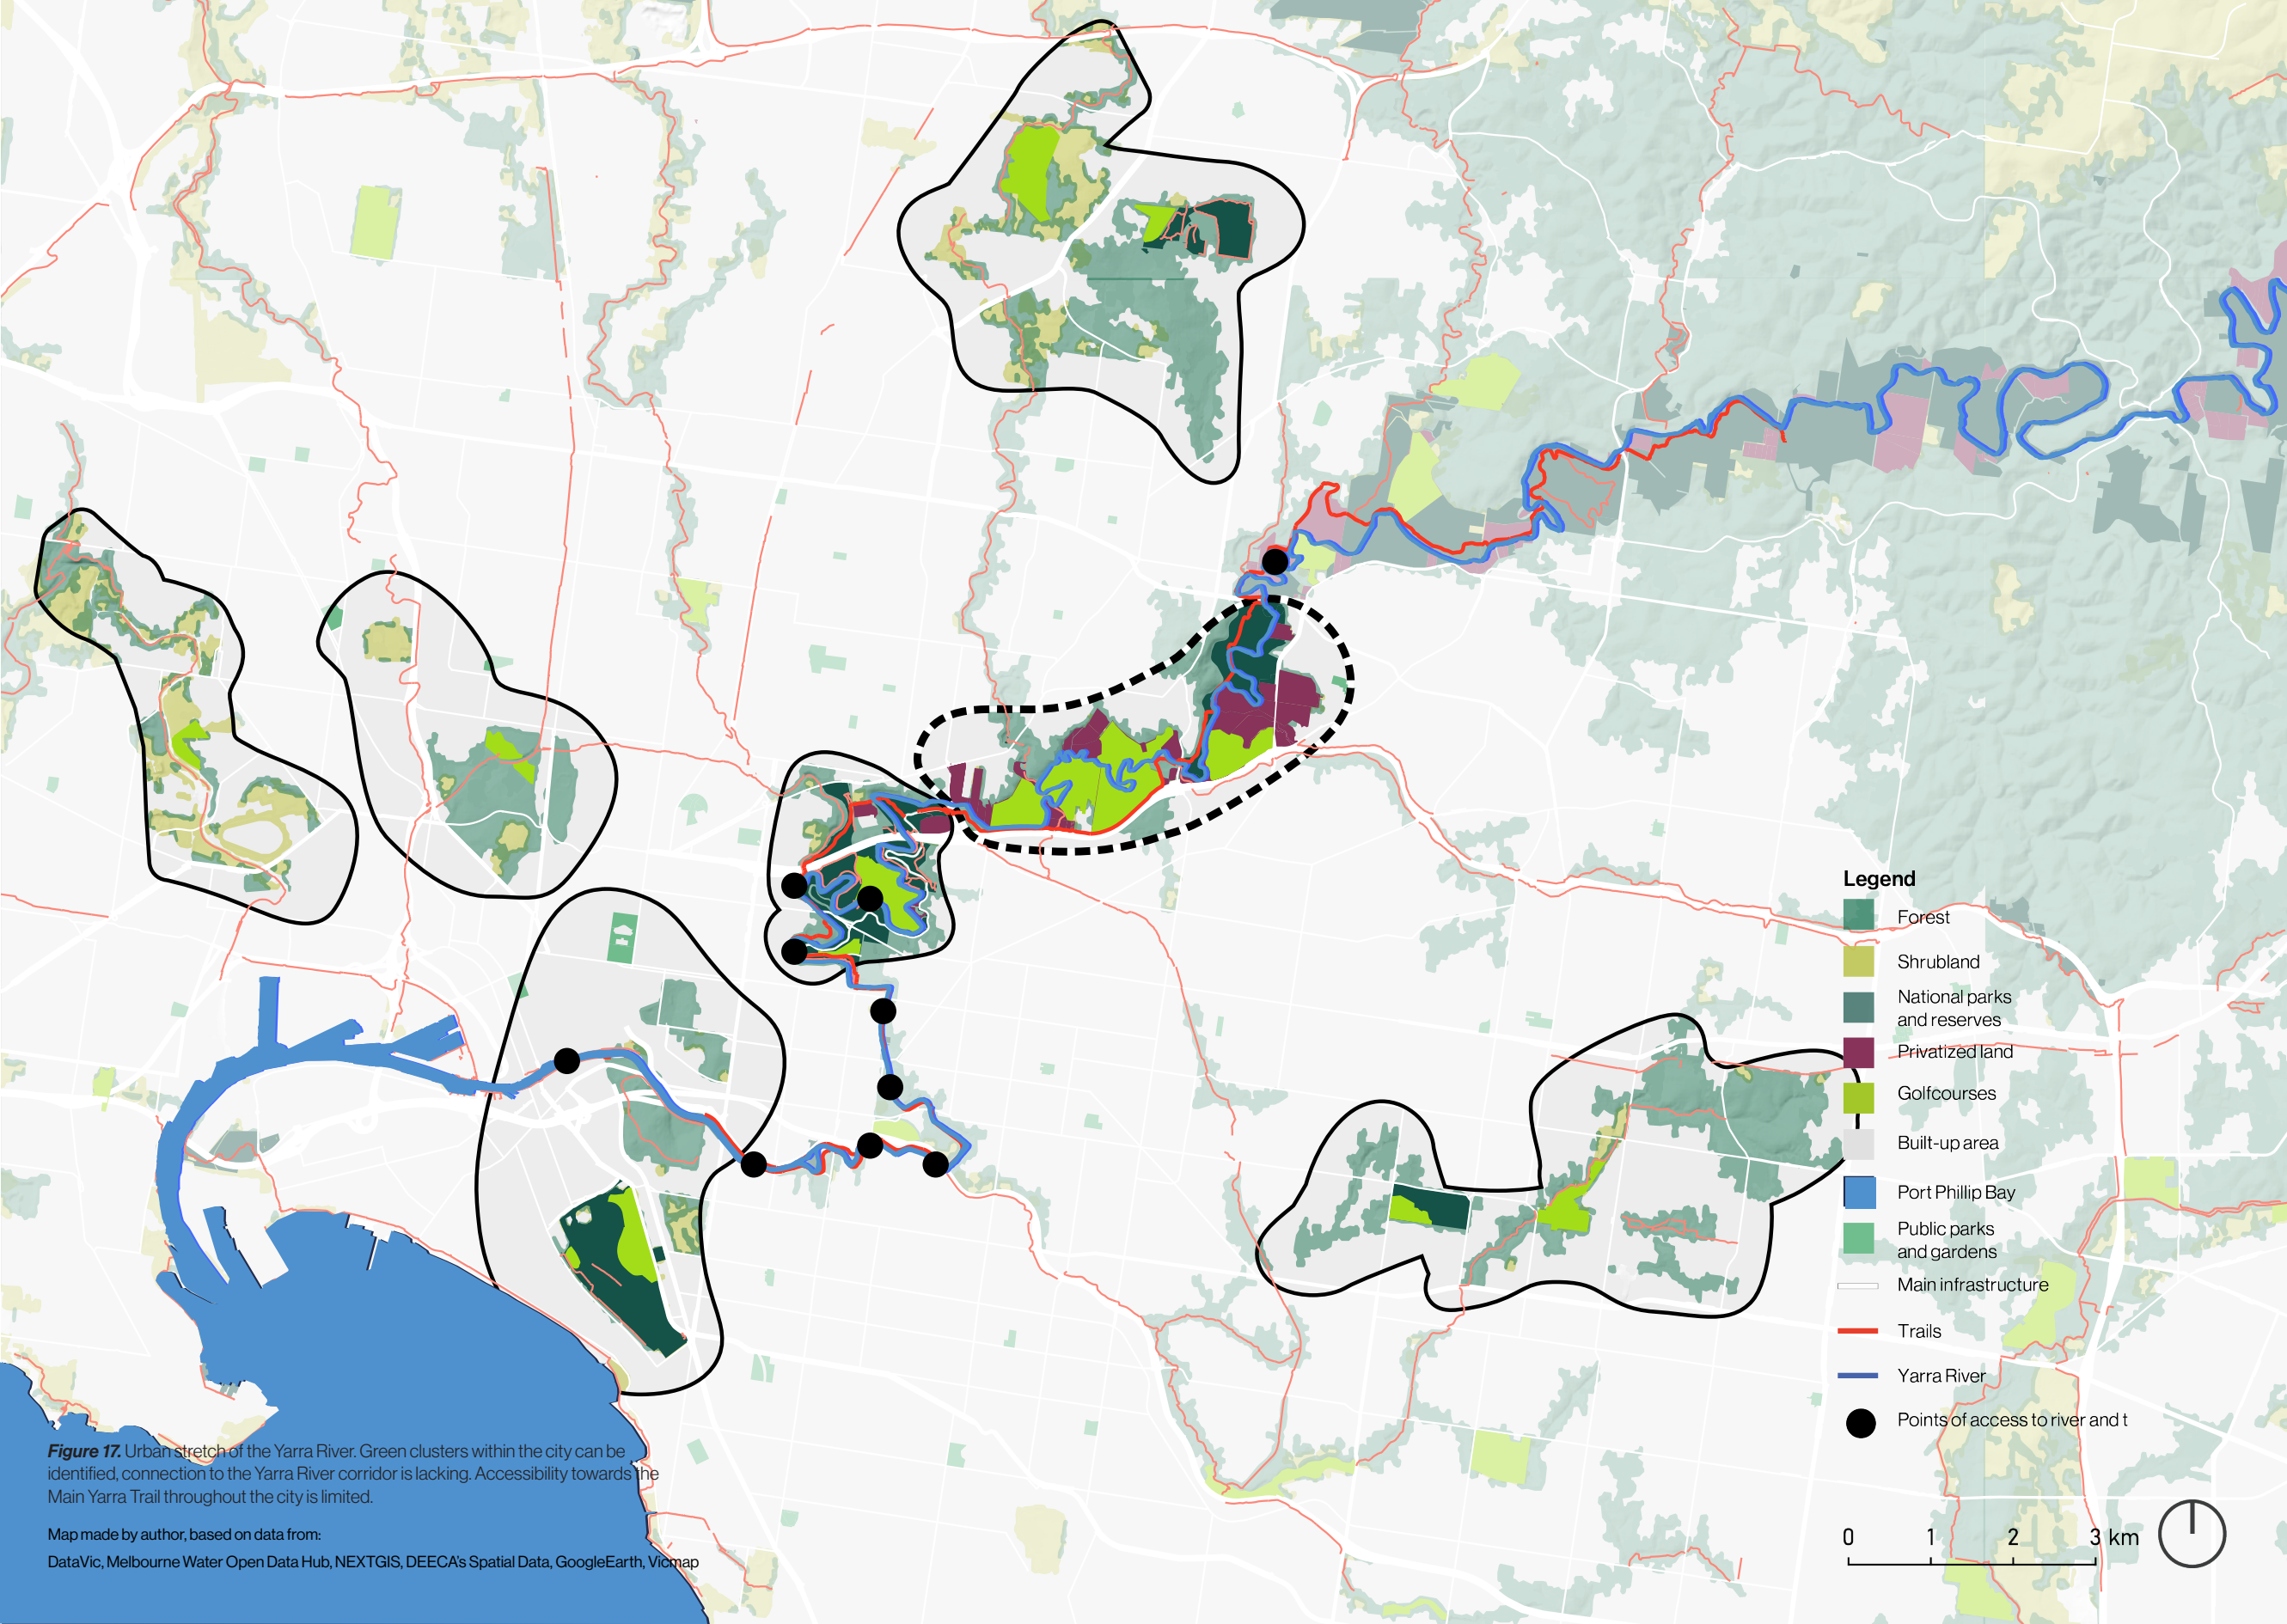 Legend
Forest
Shrubland
National parks
and reserves
Privatized land
Golfcourses
Built-up area
Port Phillip Bay
Public parks
and gardens
Main infrastructure
Trails
Yarra River
Points of access to river and t
Figure 17. Urban stretch of the Yarra River. Green clusters within the city can be
identified, connection to the Yarra River corridor is lacking. Accessibility towards the
Main Yarra Trail throughout the city is limited.
Map made by author, based on data from:
DataVic, Melbourne Water Open Data Hub, NEXTGIS, DEECA's Spatial Data, GoogleEarth, Vicmap
0 1 2 3 km